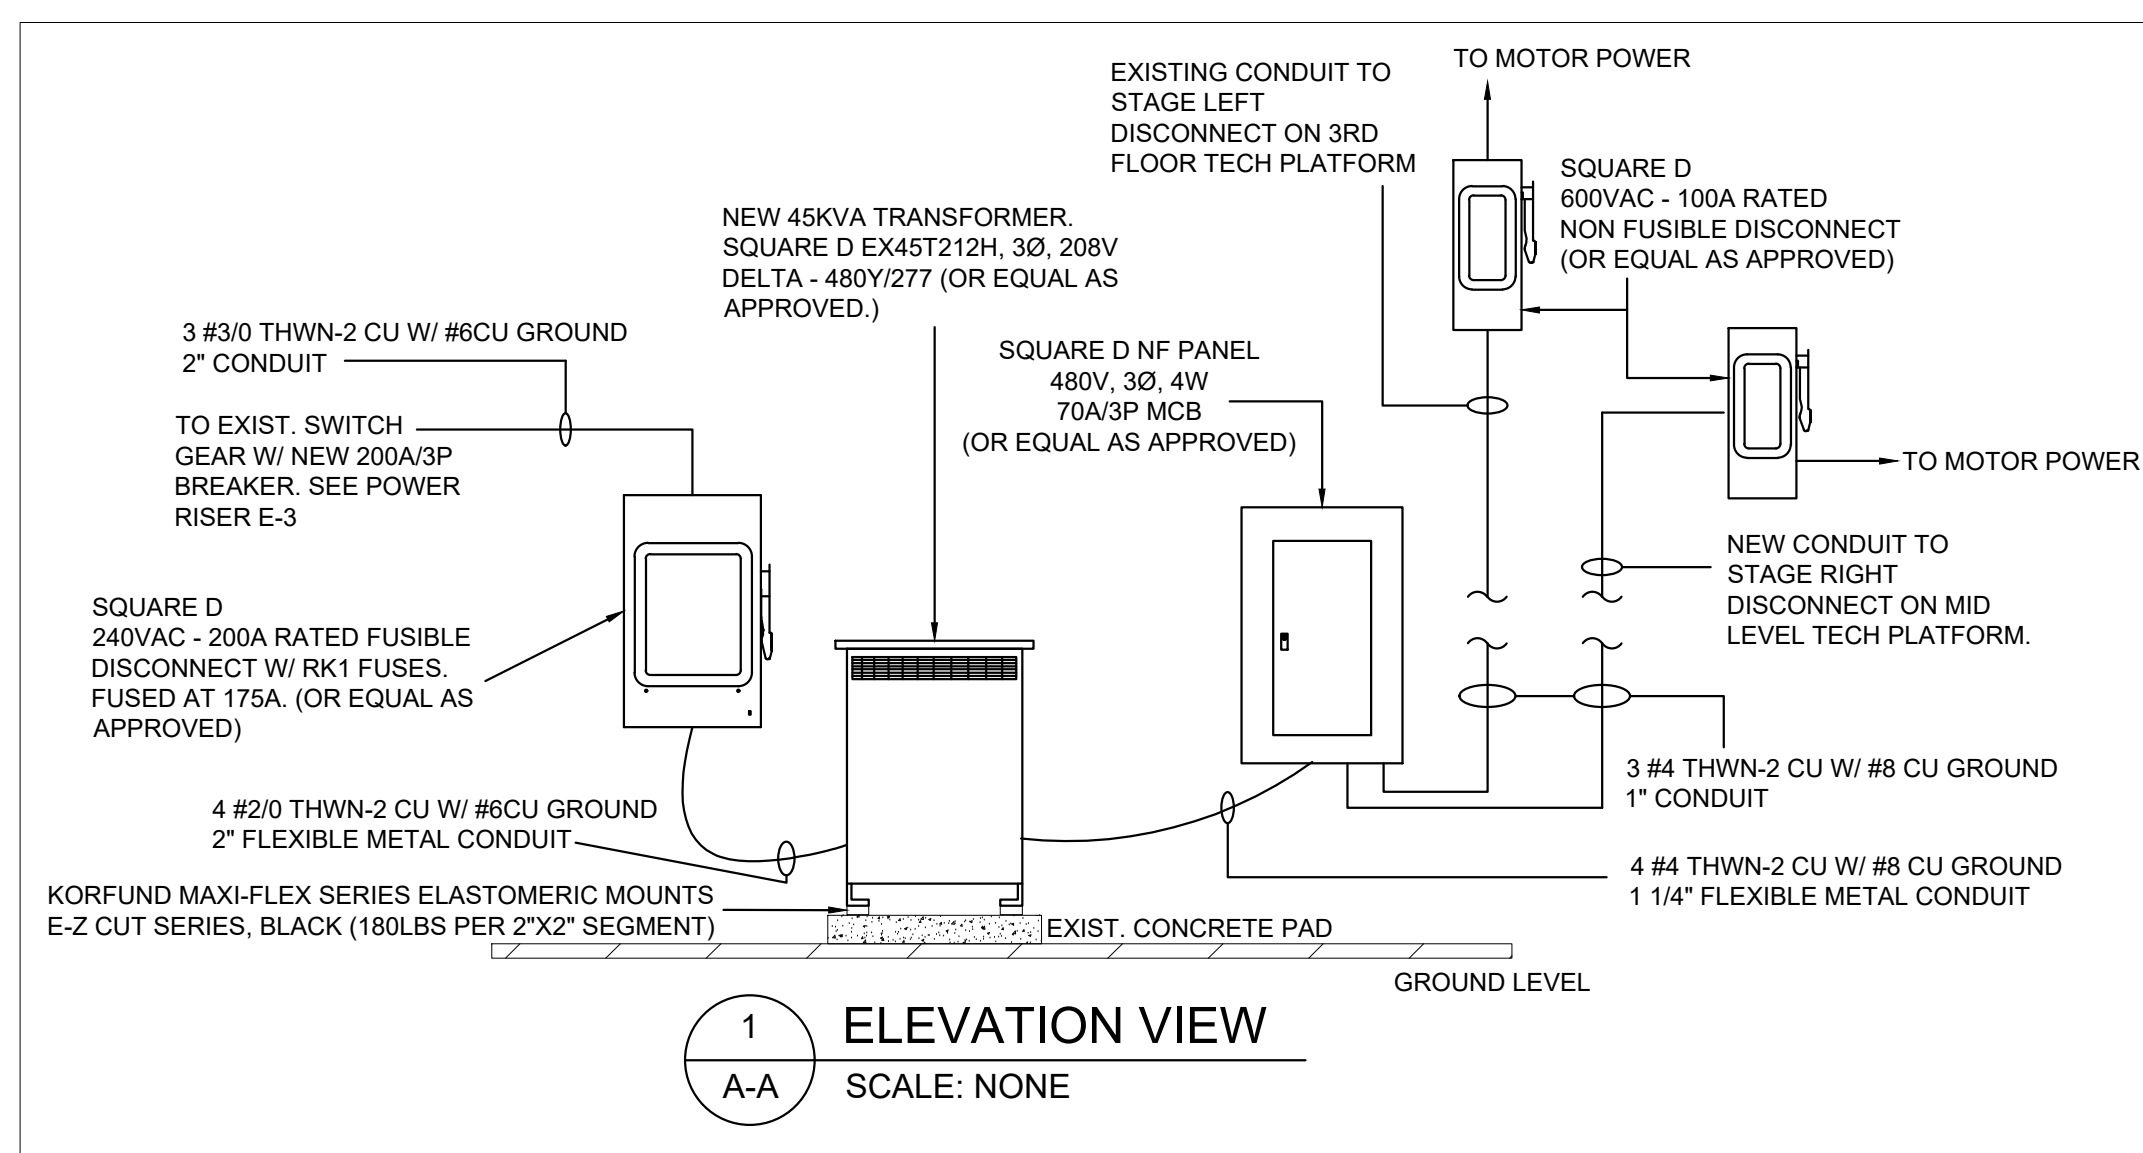 EXISTING CONDUIT TO
STAGE LEFT
DISCONNECT ON 3RD
FLOOR TECH PLATFORM
TO MOTOR POWER
SQUARE D
600VAC - 100A RATED
NON FUSIBLE DISCONNECT
(OR EQUAL AS APPROVED)
NEW 45KVA TRANSFORMER.
SQUARE D EX45T212H, 3Ø, 208V
DELTA - 480Y/277 (OR EQUAL AS
APPROVED.)
3 #3/0 THWN-2 CU W/ #6CU GROUND
2" CONDUIT
SQUARE D NF PANEL
480V, 3Ø, 4W
70A/3P MCB
(OR EQUAL AS APPROVED)
TO EXIST. SWITCH
GEAR W/ NEW 200A/3P
BREAKER. SEE POWER
RISER E-3
TO MOTOR POWER
NEW CONDUIT TO
STAGE RIGHT
DISCONNECT ON MID
LEVEL TECH PLATFORM.
SQUARE D
240VAC - 200A RATED FUSIBLE
DISCONNECT W/ RK1 FUSES.
FUSED AT 175A. (OR EQUAL AS
APPROVED)
3 #4 THWN-2 CU W/ #8 CU GROUND
1" CONDUIT
4 #2/0 THWN-2 CU W/ #6CU GROUND
2" FLEXIBLE METAL CONDUIT
4 #4 THWN-2 CU W/ #8 CU GROUND
1 1/4" FLEXIBLE METAL CONDUIT
KORFUND MAXI-FLEX SERIES ELASTOMERIC MOUNTS
E-Z CUT SERIES, BLACK (180LBS PER 2"X2" SEGMENT)
EXIST. CONCRETE PAD
GROUND LEVEL
1
ELEVATION VIEW
A-A
SCALE: NONE